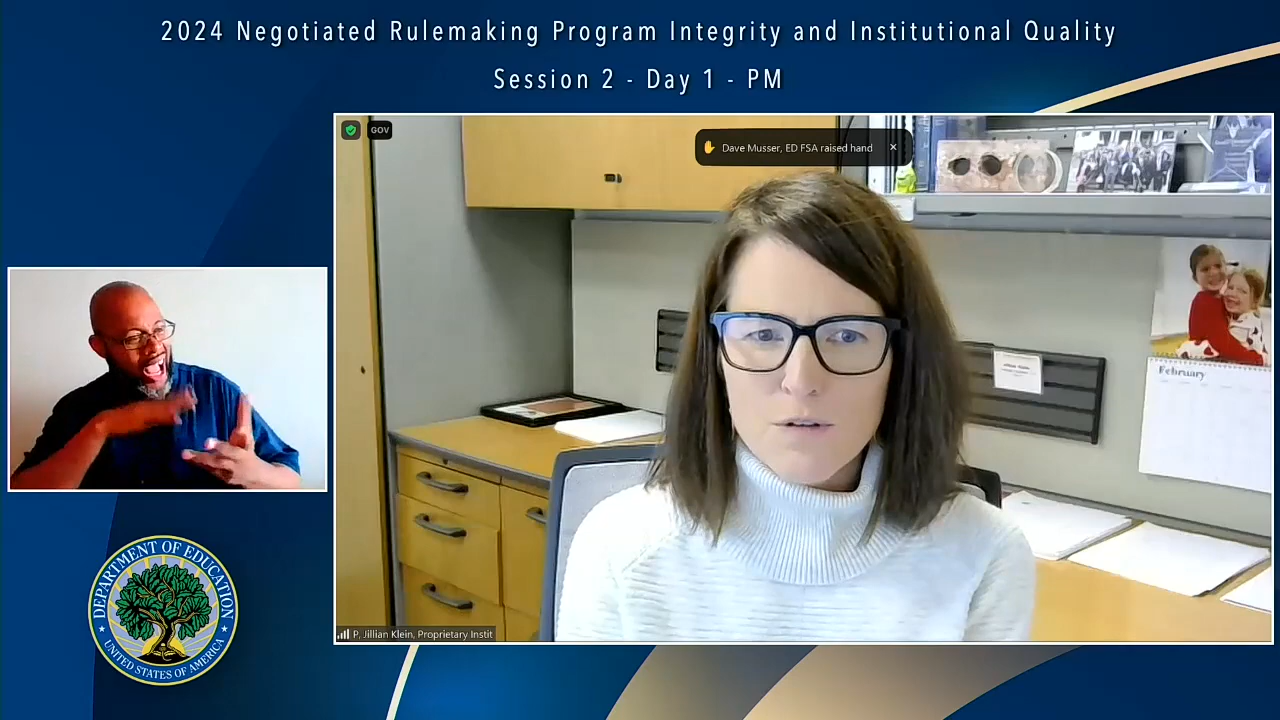 2024 Negotiated Rulemaking Program Integrity and Institutional Quality
Session 2 - Day 1 - PM
GOV
Dave Musser, ED FSA raised hand ×
February
P, Jillian Klein, Proprietary Instit
DEPARTMENT OF EDUCATION
★ UNITED STATES OF AMERICA ★